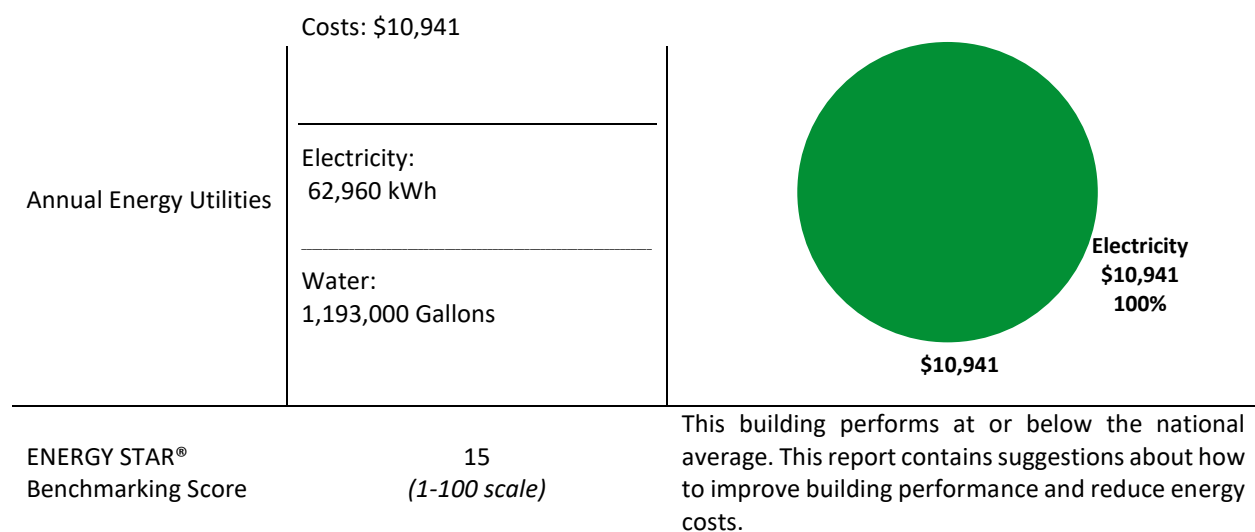 Costs: $10,941
Annual Energy Utilities
Electricity:
62,960 kWh
Water:
1,193,000 Gallons
Electricity
$10,941
100%
$10,941
ENERGY STAR®
Benchmarking Score
15
(1-100 scale)
This building performs at or below the national
average. This report contains suggestions about how
to improve building performance and reduce energy
costs.